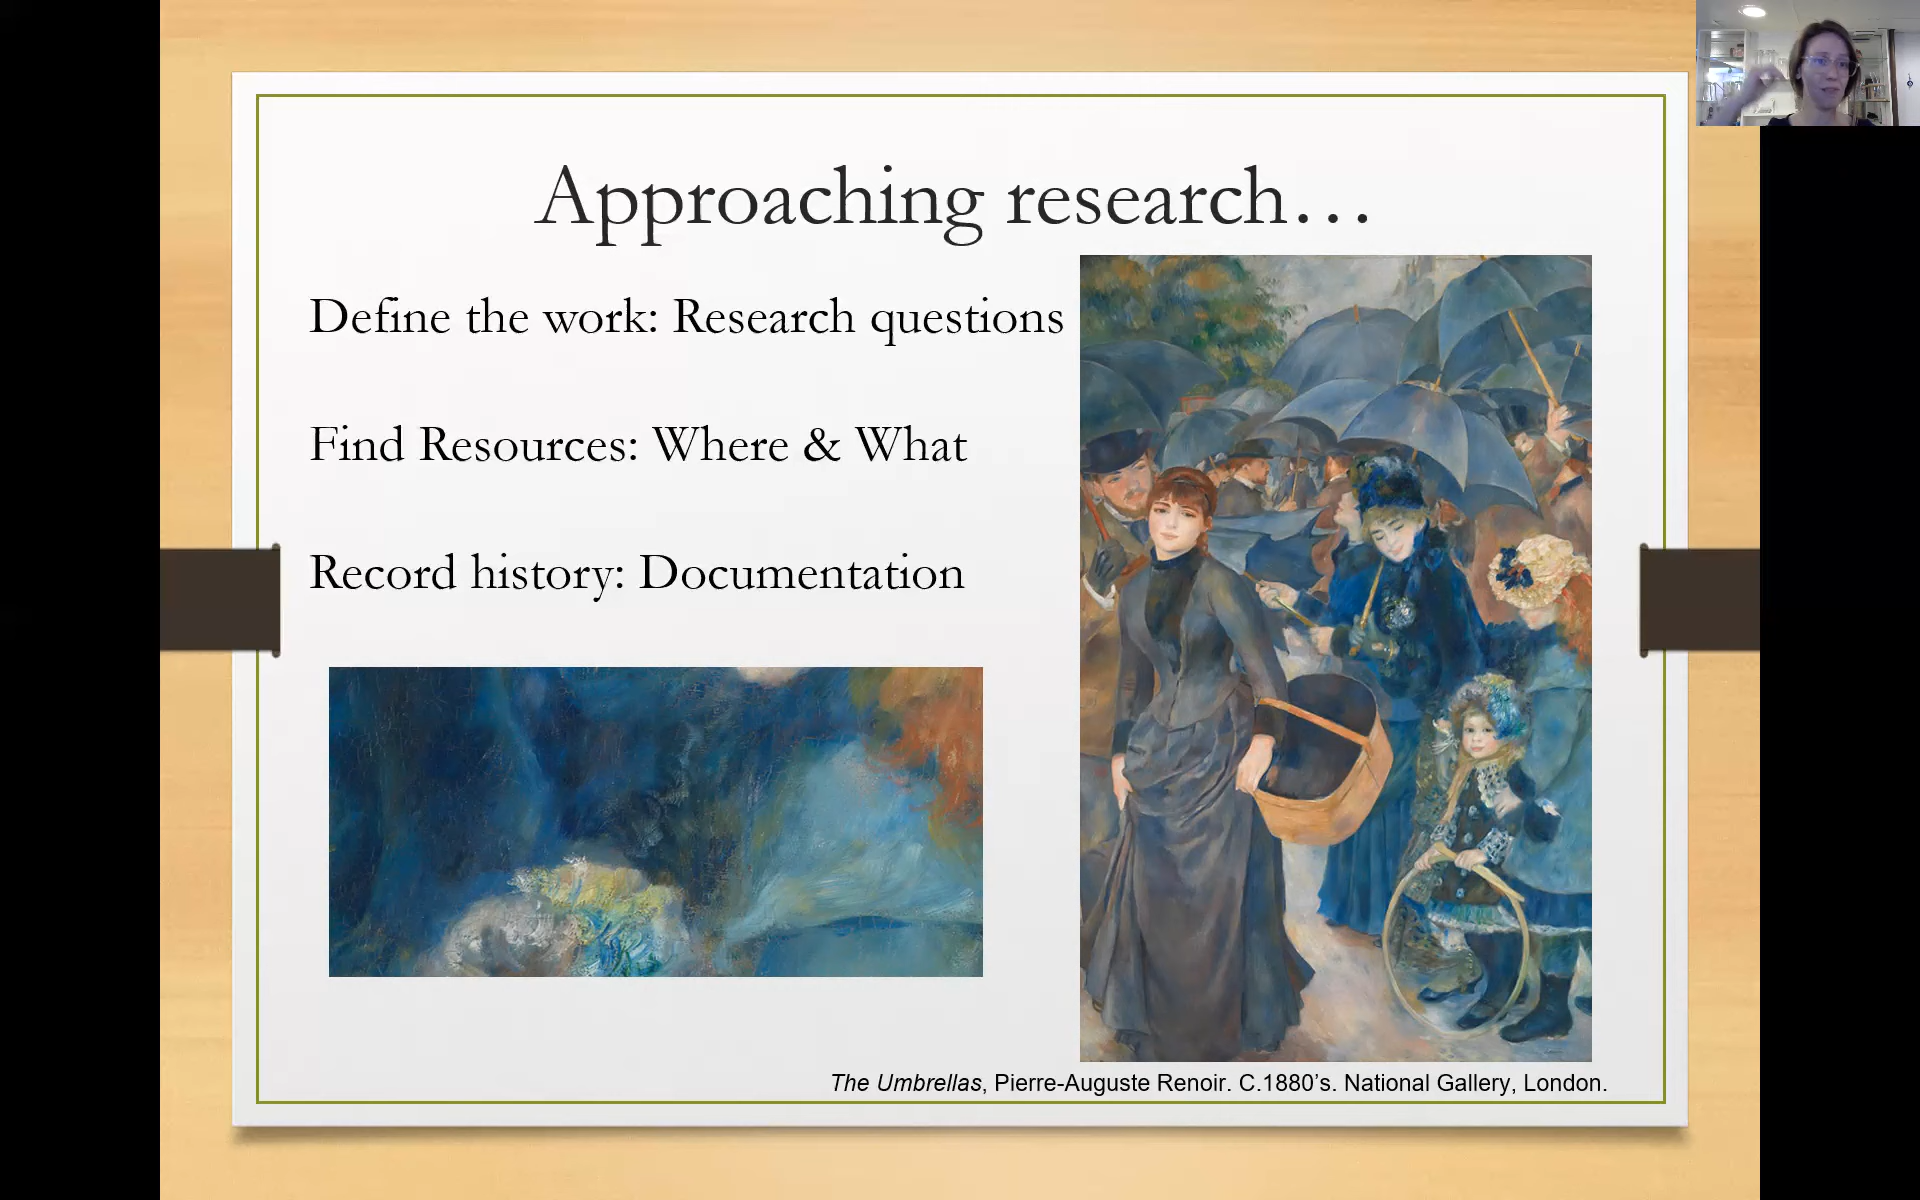 Approaching research…
Define the work: Research questions
Find Resources: Where & What
Record history: Documentation
The Umbrellas, Pierre-Auguste Renoir. C.1880’s. National Gallery, London.